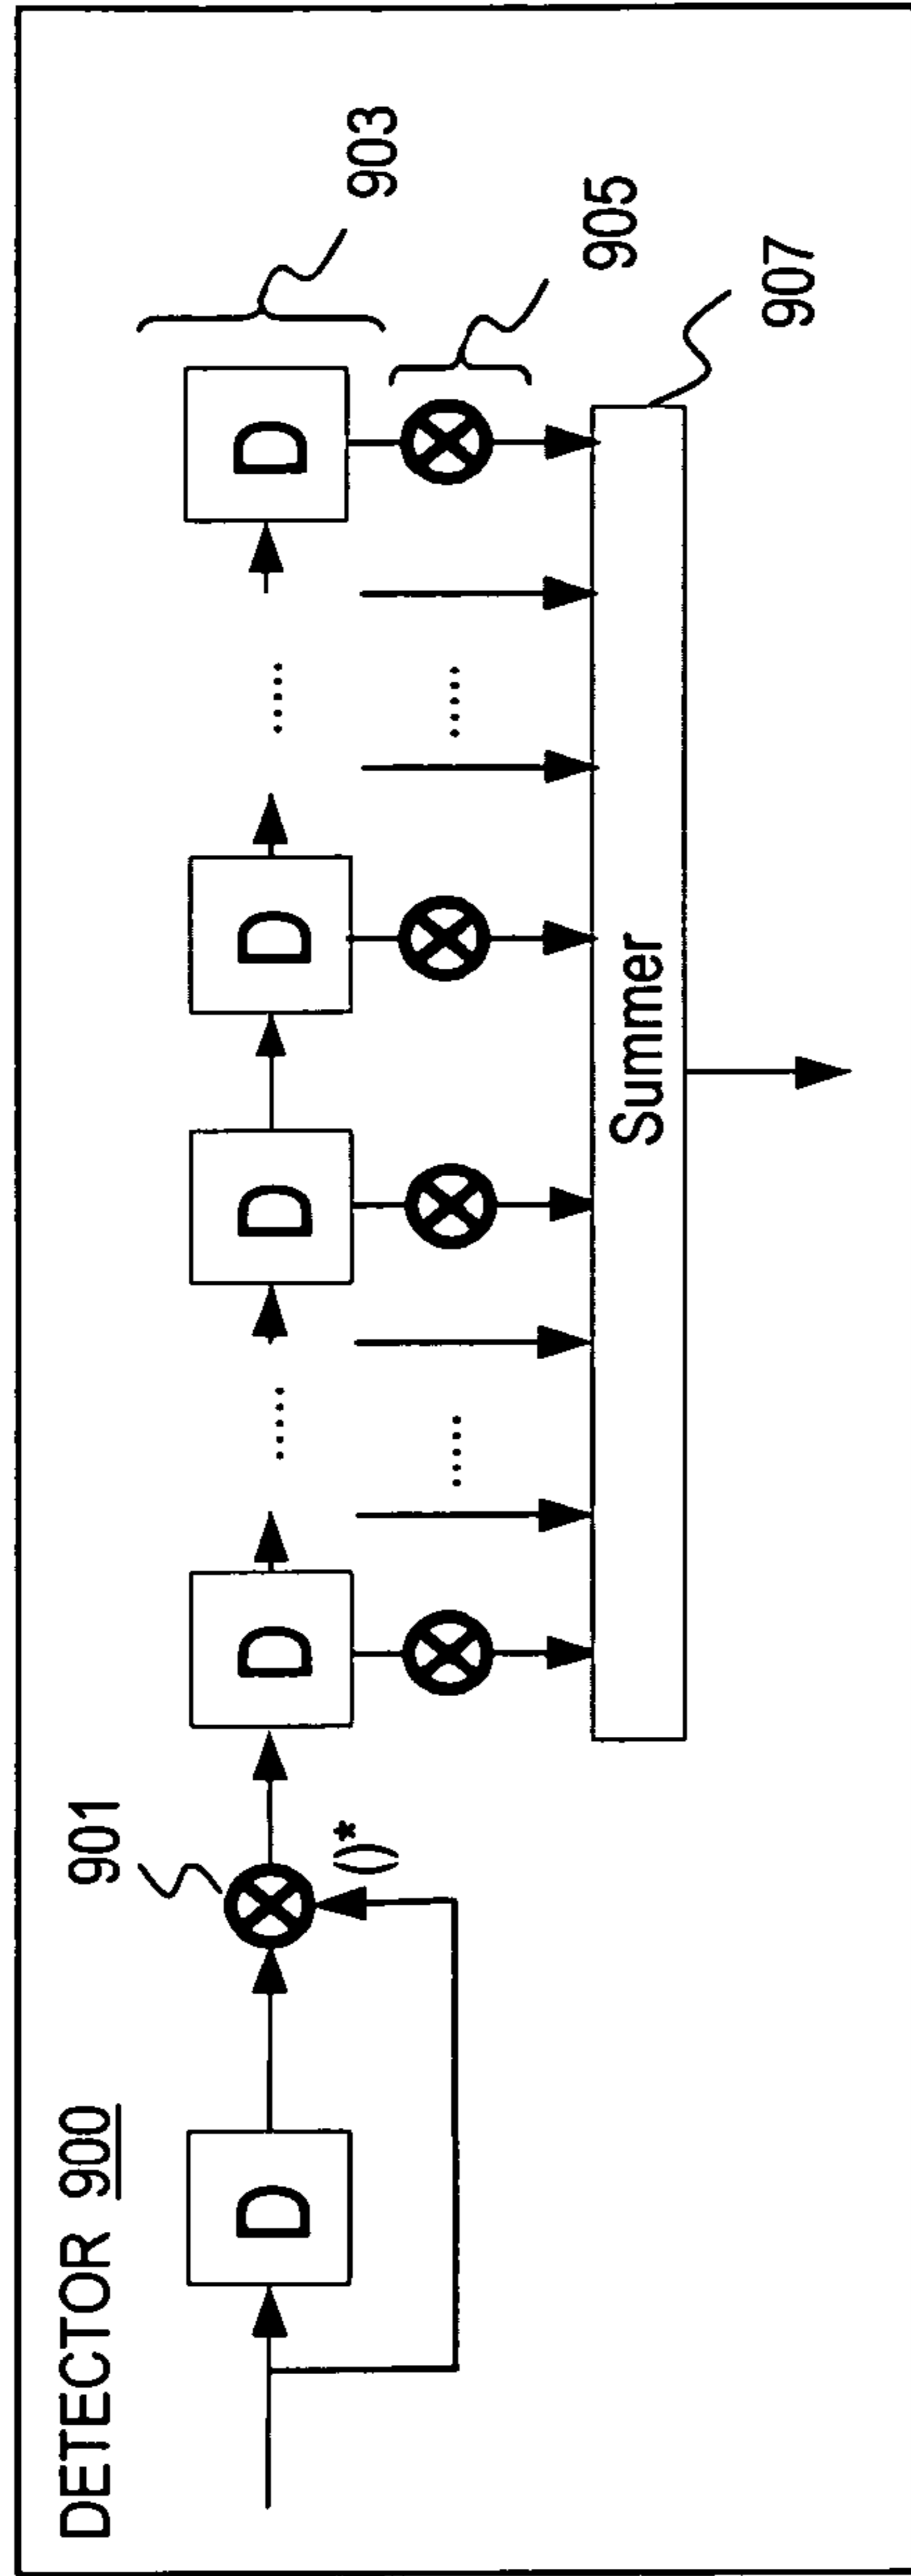 DETECTOR 900
901
903
905
907
D
()*
D
.....
D
D
.....
D
.....
.....
Summer